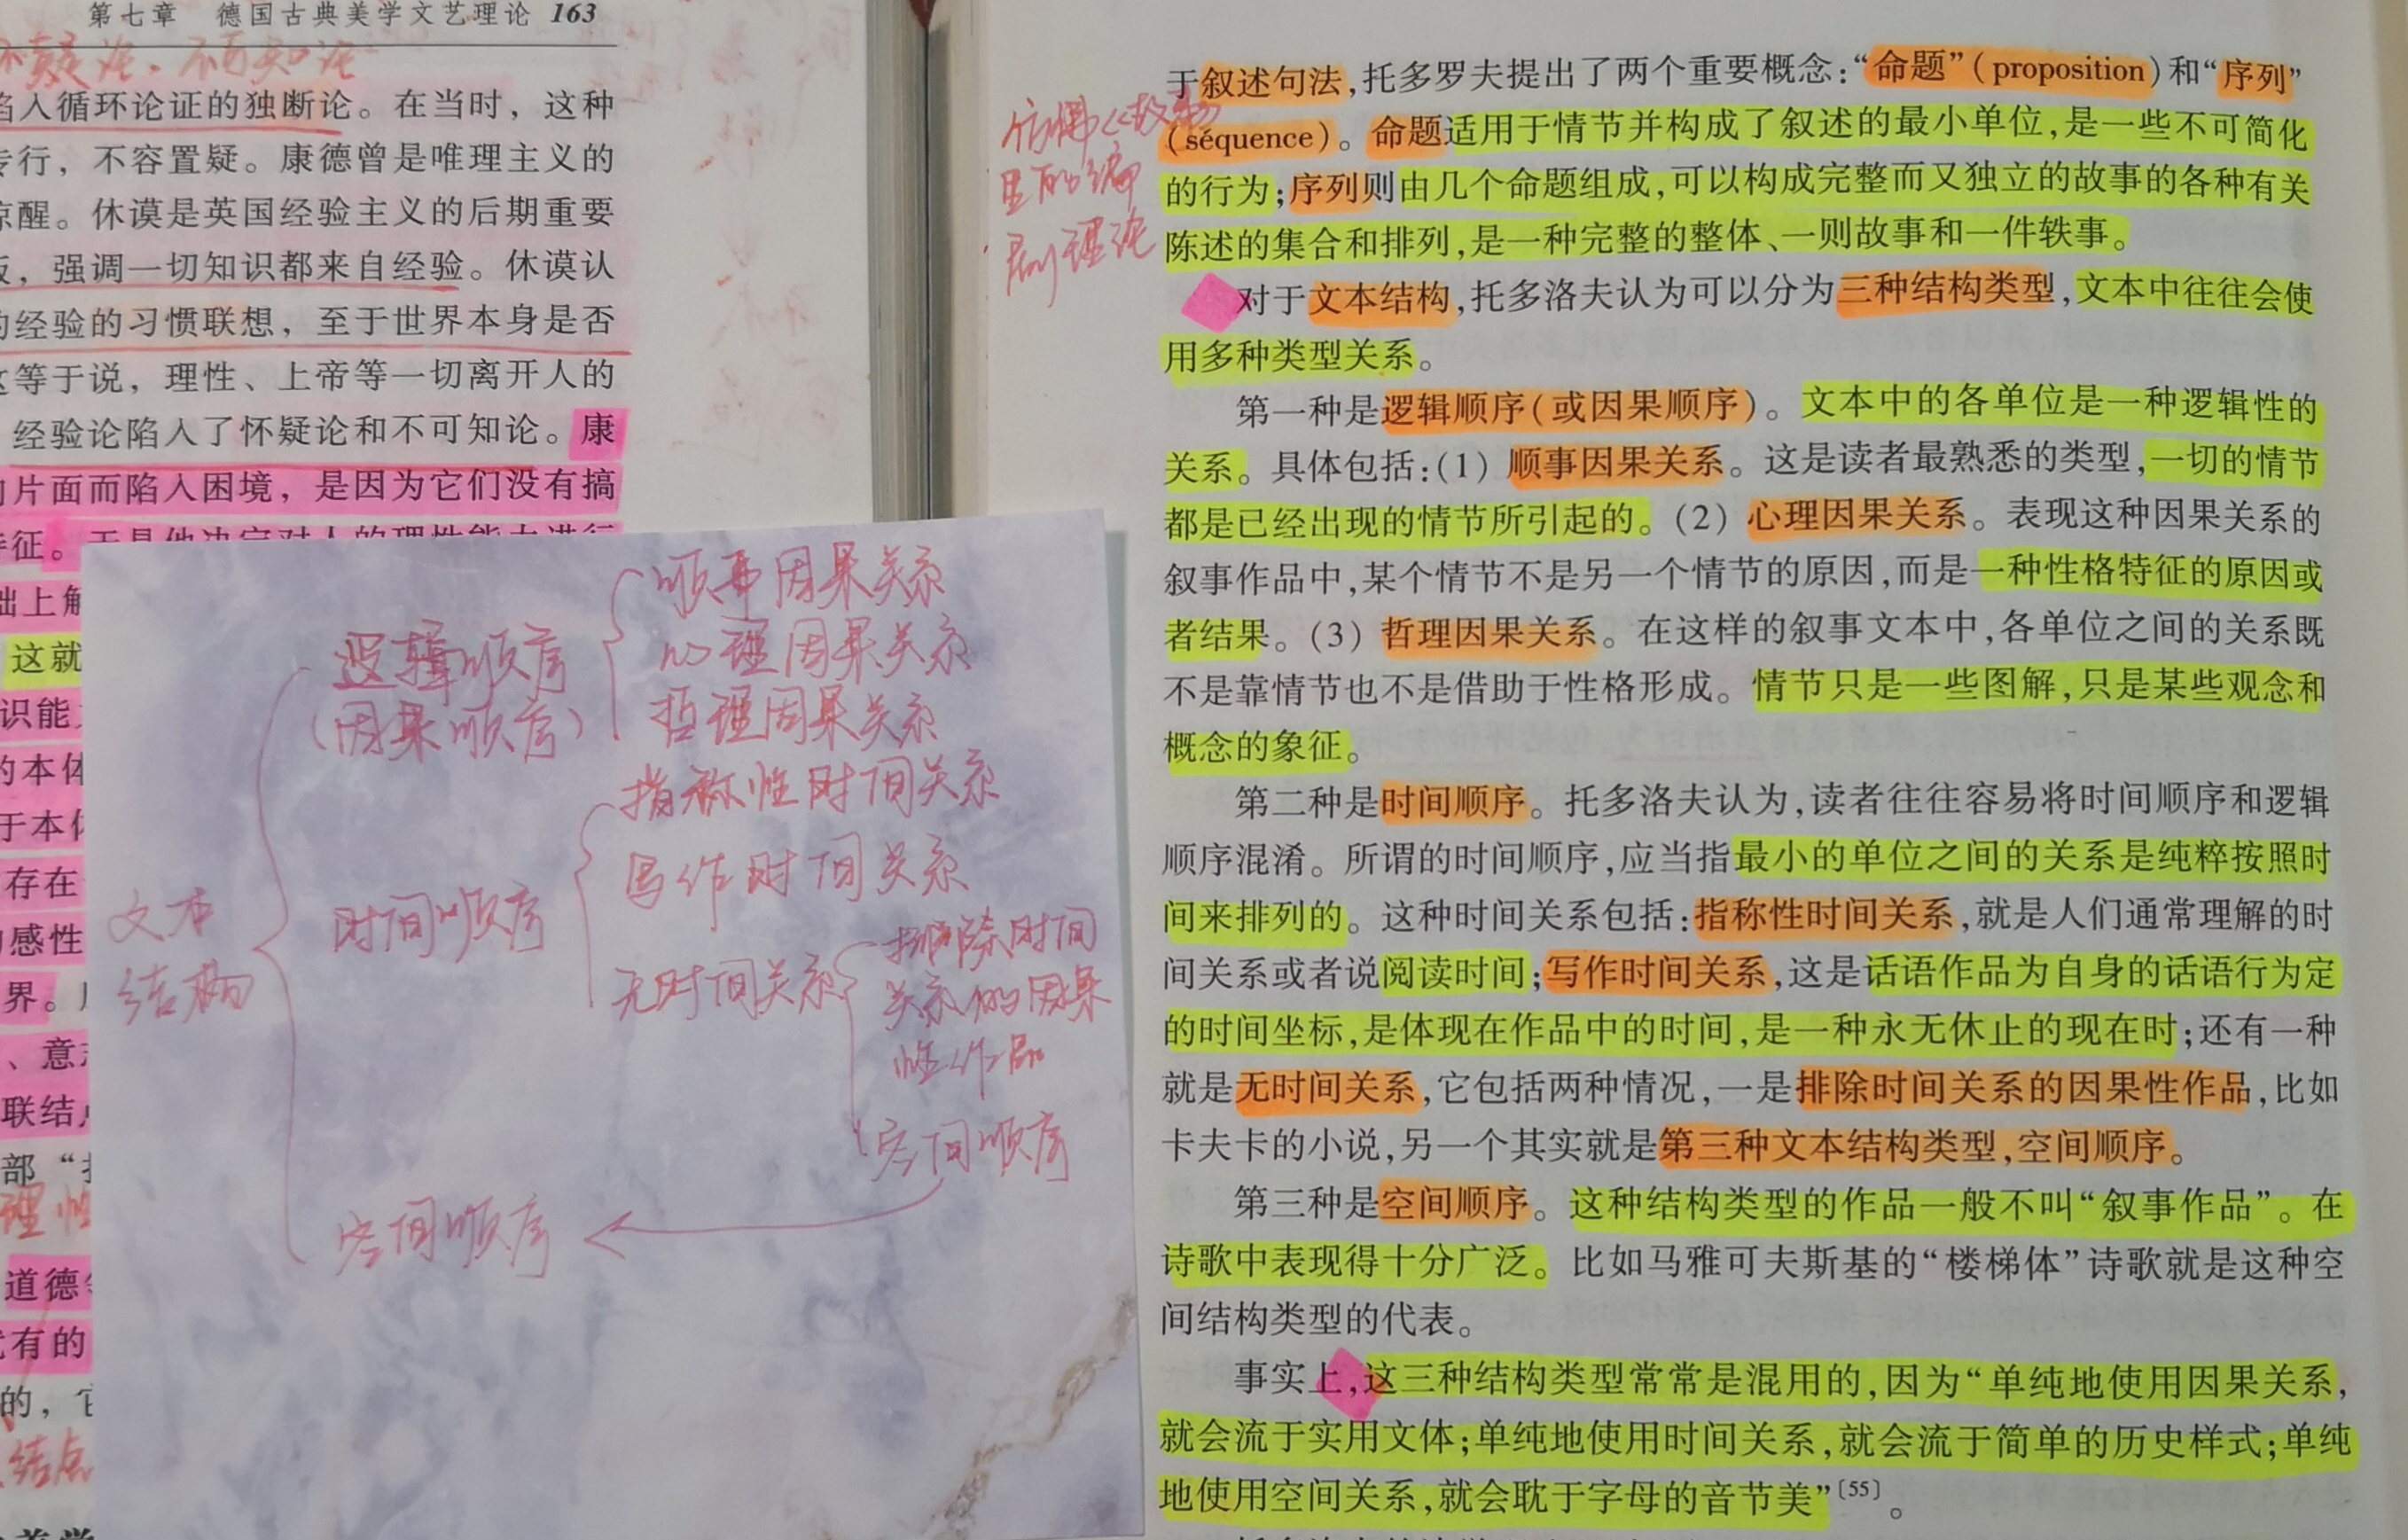 第七章 德国古典美学文艺理论 163
怀疑论、不可知论
陷入循环论证的独断论。在当时，这种
专行，不容置疑。康德曾是唯理主义的
惊醒。休谟是英国经验主义的后期重要
，强调一切知识都来自经验。休谟认
的经验的习惯联想，至于世界本身是否
这等于说，理性、上帝等一切离开人的
经验论陷入了怀疑论和不可知论。康
的片面而陷入困境，是因为它们没有搞
特征。于是他决定对人的理性能力进行
础上解
这就
识能
的本体
于本体
存在
感性
界。
、意志
联结点
部“
理性
道德
有的
的，它
结点
文本
结构
逻辑顺序
（因果顺序）
顺事因果关系
心理因果关系
哲理因果关系
时间顺序
指称性时间关系
写作时间关系
无时间关系
排除时间
关系的因果
性作品
空间顺序
空间顺序
仿佛《故事》
里的编
剧理论
于叙述句法，托多罗夫提出了两个重要概念：“命题”（proposition）和“序列”
（séquence）。命题适用于情节并构成了叙述的最小单位，是一些不可简化
的行为；序列则由几个命题组成，可以构成完整而又独立的故事的各种有关
陈述的集合和排列，是一种完整的整体、一则故事和一件轶事。
对于文本结构，托多洛夫认为可以分为三种结构类型，文本中往往会使
用多种类型关系。
第一种是逻辑顺序（或因果顺序）。文本中的各单位是一种逻辑性的
关系。具体包括：（1）顺事因果关系。这是读者最熟悉的类型，一切的情节
都是已经出现的情节所引起的。（2）心理因果关系。表现这种因果关系的
叙事作品中，某个情节不是另一个情节的原因，而是一种性格特征的原因或
者结果。（3）哲理因果关系。在这样的叙事文本中，各单位之间的关系既
不是靠情节也不是借助于性格形成。情节只是一些图解，只是某些观念和
概念的象征。
第二种是时间顺序。托多洛夫认为，读者往往容易将时间顺序和逻辑
顺序混淆。所谓的时间顺序，应当指最小的单位之间的关系是纯粹按照时
间来排列的。这种时间关系包括：指称性时间关系，就是人们通常理解的时
间关系或者说阅读时间；写作时间关系，这是话语作品为自身的话语行为定
的时间坐标，是体现在作品中的时间，是一种永无休止的现在时；还有一种
就是无时间关系，它包括两种情况，一是排除时间关系的因果性作品，比如
卡夫卡的小说，另一个其实就是第三种文本结构类型，空间顺序。
第三种是空间顺序。这种结构类型的作品一般不叫“叙事作品”。在
诗歌中表现得十分广泛。比如马雅可夫斯基的“楼梯体”诗歌就是这种空
间结构类型的代表。
事实上，这三种结构类型常常是混用的，因为“单纯地使用因果关系，
就会流于实用文体；单纯地使用时间关系，就会流于简单的历史样式；单纯
地使用空间关系，就会耽于字母的音节美”〔55〕。